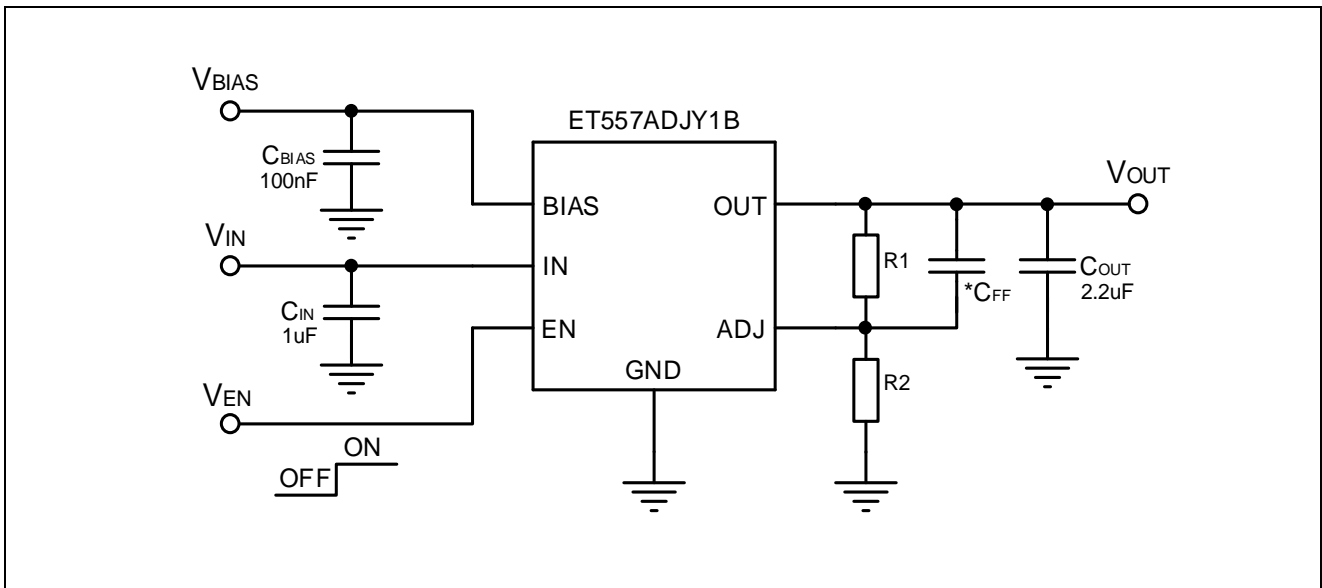 VBIAS
ET557ADJY1B
CBIAS
100nF
BIAS
OUT
VOUT
VIN
IN
R1
*CFF
COUT
2.2uF
CIN
1uF
EN
ADJ
GND
R2
VEN
ON
OFF